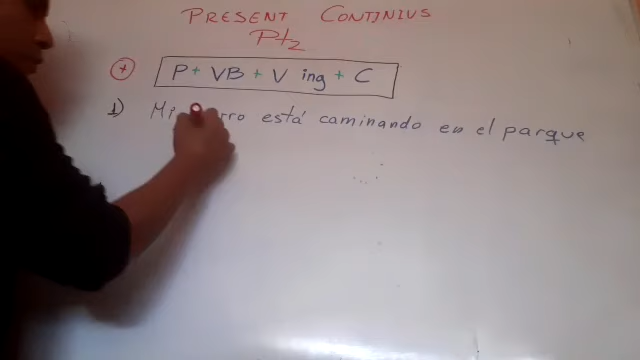 PRESENT CONTINIUS
Pt2
+ P + VB + V ing + C
1) Mi está caminando en el parque